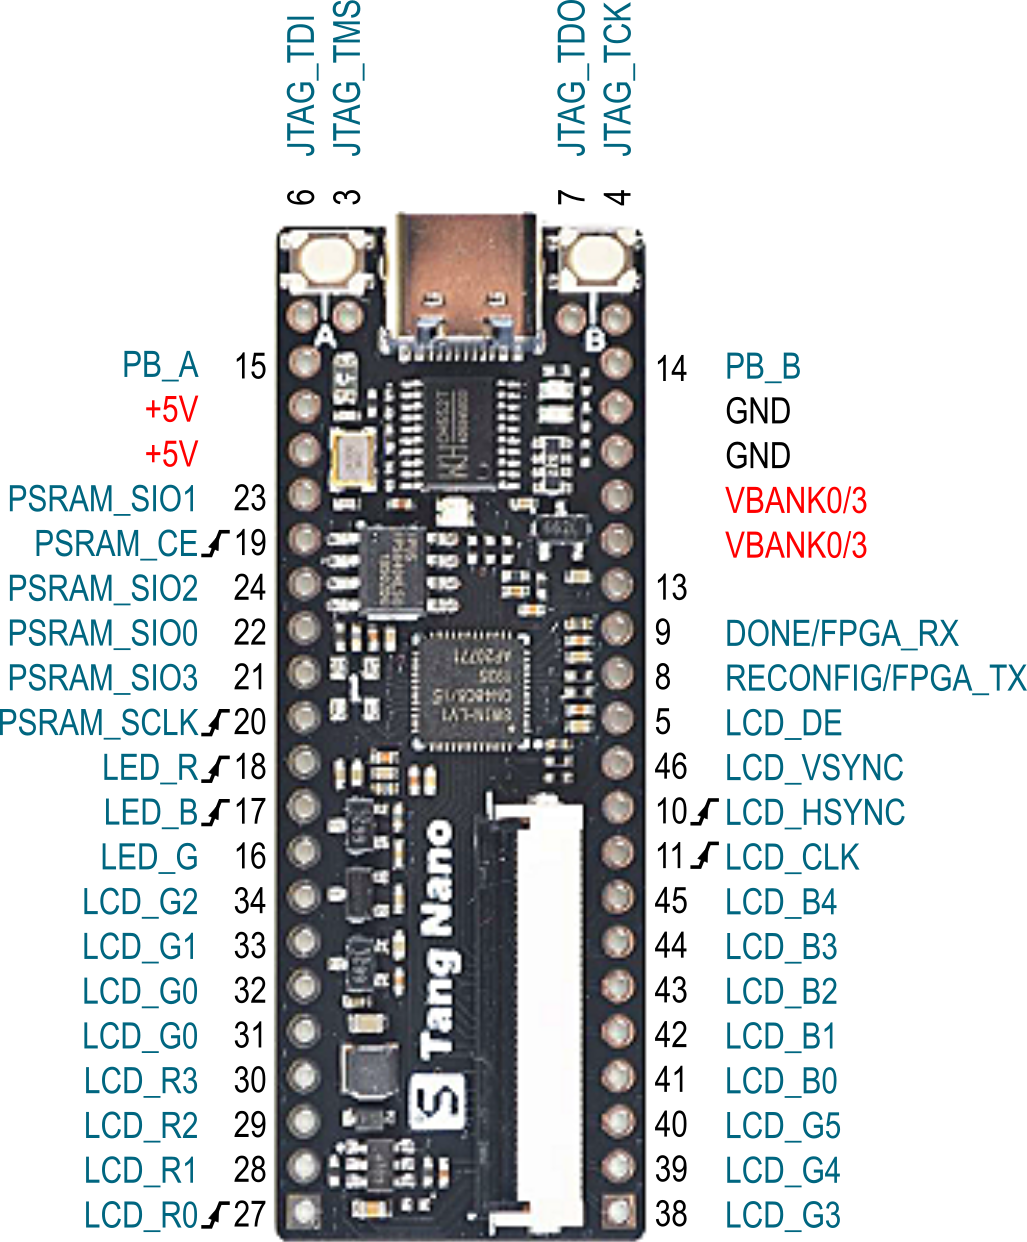 JTAG_TDI JTAG_TMS JTAG_TDO JTAG_TCK
6 3 7 4
A B
PB_A 15 14 PB_B
+5V GND
+5V GND
PSRAM_SIO1 23 VBANK0/3
PSRAM_CE 19 VBANK0/3
PSRAM_SIO2 24 13
PSRAM_SIO0 22 9 DONE/FPGA_RX
PSRAM_SIO3 21 8 RECONFIG/FPGA_TX
PSRAM_SCLK 20 5 LCD_DE
LED_R 18 46 LCD_VSYNC
LED_B 17 10 LCD_HSYNC
LED_G 16 11 LCD_CLK
LCD_G2 34 45 LCD_B4
LCD_G1 33 44 LCD_B3
LCD_G0 32 43 LCD_B2
LCD_G0 31 42 LCD_B1
LCD_R3 30 41 LCD_B0
LCD_R2 29 40 LCD_G5
LCD_R1 28 39 LCD_G4
LCD_R0 27 38 LCD_G3
S Tang Nano